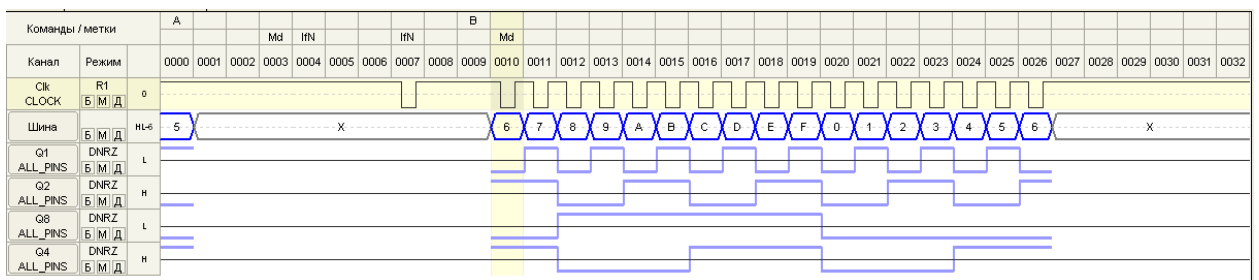 Команды / метки A B
Md IfN IfN Md
Канал Режим 0000 0001 0002 0003 0004 0005 0006 0007 0008 0009 0010 0011 0012 0013 0014 0015 0016 0017 0018 0019 0020 0021 0022 0023 0024 0025 0026 0027 0028 0029 0030 0031 0032
Clk R1 0
CLOCK Б М Д
Шина Б М Д HL-6 5 X 6 7 8 9 A B C D E F 0 1 2 3 4 5 6 X
Q1 DNRZ L
ALL_PINS Б М Д
Q2 DNRZ H
ALL_PINS Б М Д
Q8 DNRZ L
ALL_PINS Б М Д
Q4 DNRZ H
ALL_PINS Б М Д